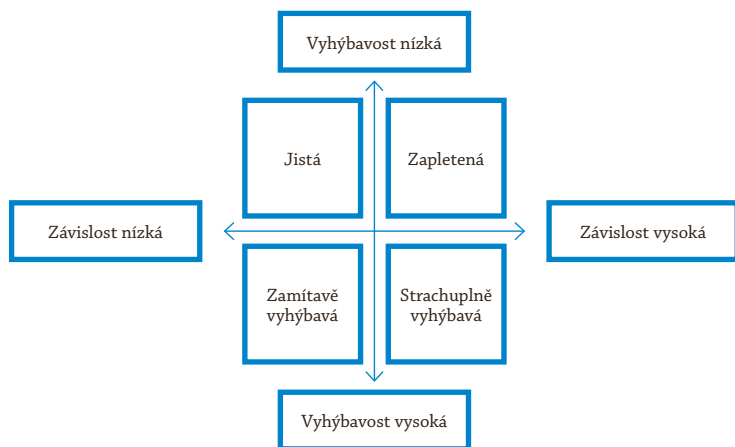 Vyhýbavost nízká
Jistá
Zapletená
Závislost nízká
Závislost vysoká
Zamítavě
vyhýbavá
Strachuplně
vyhýbavá
Vyhýbavost vysoká